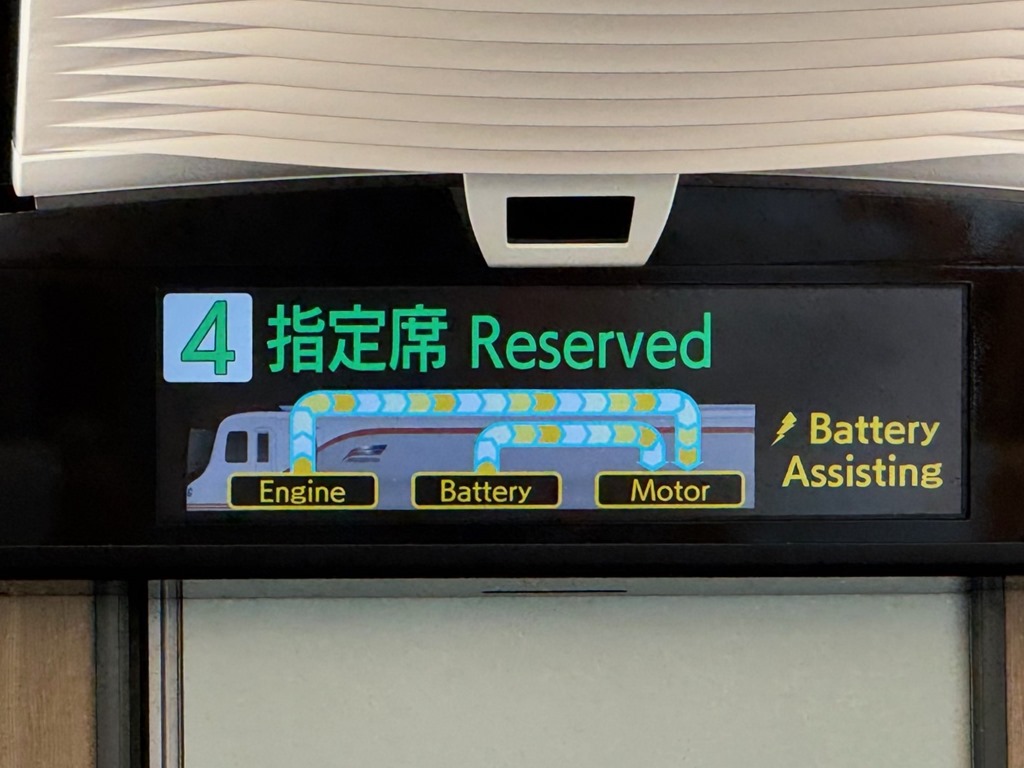 4 指定席 Reserved
Engine
Battery
Motor
Battery
Assisting